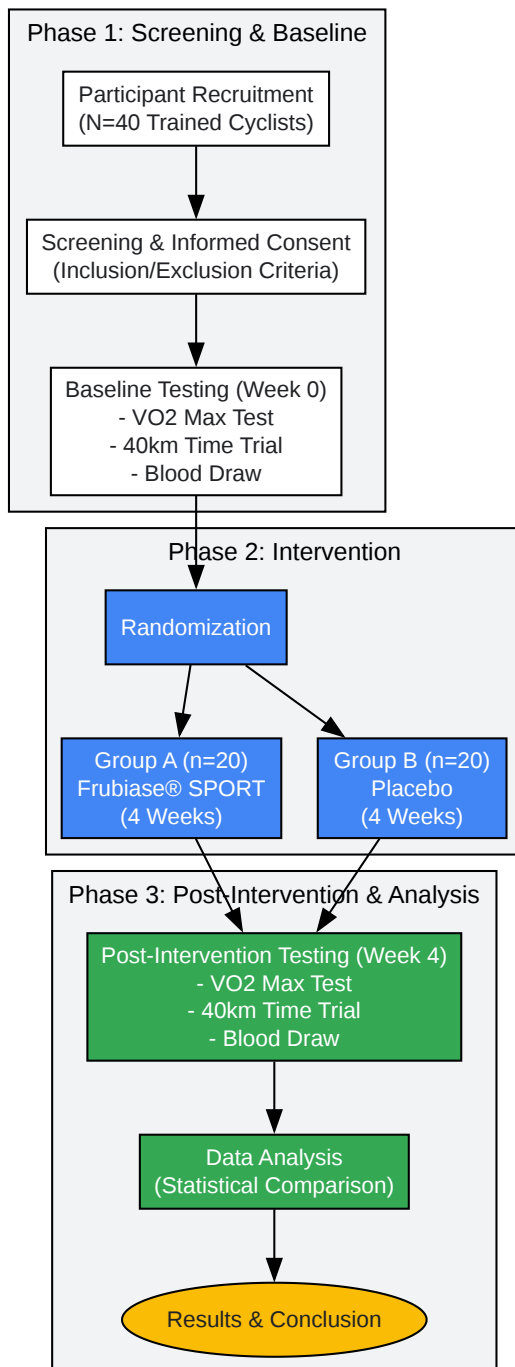 Phase 1: Screening & Baseline
Participant Recruitment
(N=40 Trained Cyclists)
Screening & Informed Consent
(Inclusion/Exclusion Criteria)
Baseline Testing (Week 0)
- VO2 Max Test
- 40km Time Trial
- Blood Draw
Phase 2: Intervention
Randomization
Group A (n=20)
Frubiase® SPORT
(4 Weeks)
Group B (n=20)
Placebo
(4 Weeks)
Phase 3: Post-Intervention & Analysis
Post-Intervention Testing (Week 4)
- VO2 Max Test
- 40km Time Trial
- Blood Draw
Data Analysis
(Statistical Comparison)
Results & Conclusion